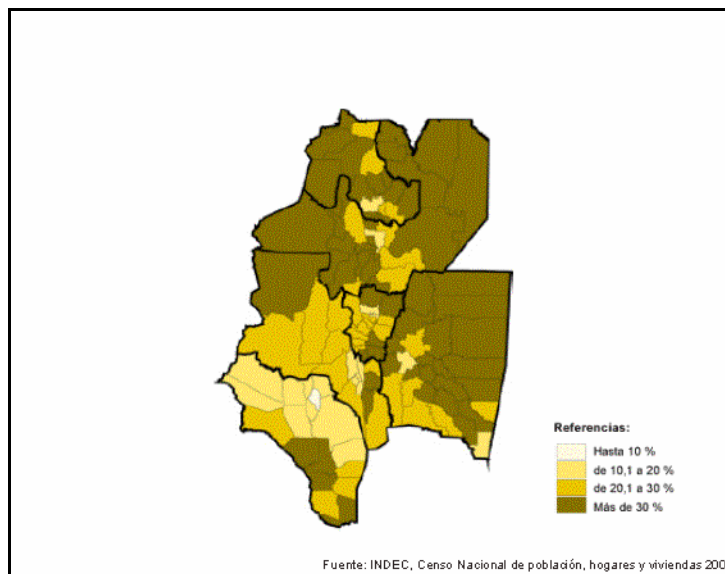 Referencias:
Hasta 10 %
de 10,1 a 20 %
de 20,1 a 30 %
Más de 30 %
Fuente: INDEC, Censo Nacional de población, hogares y viviendas 200